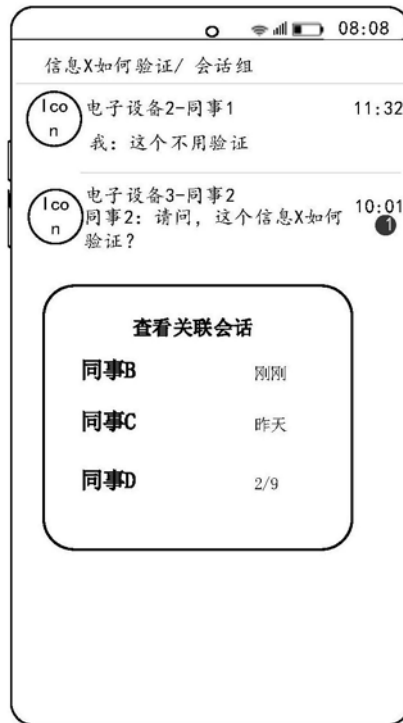 08:08
信息X如何验证/ 会话组
Ico
n
电子设备2-同事1
11:32
我: 这个不用验证
Ico
n
电子设备3-同事2
10:01
同事2: 请问, 这个信息X如何
验证?
1
查看关联会话
同事B
刚刚
同事C
昨天
同事D
2/9